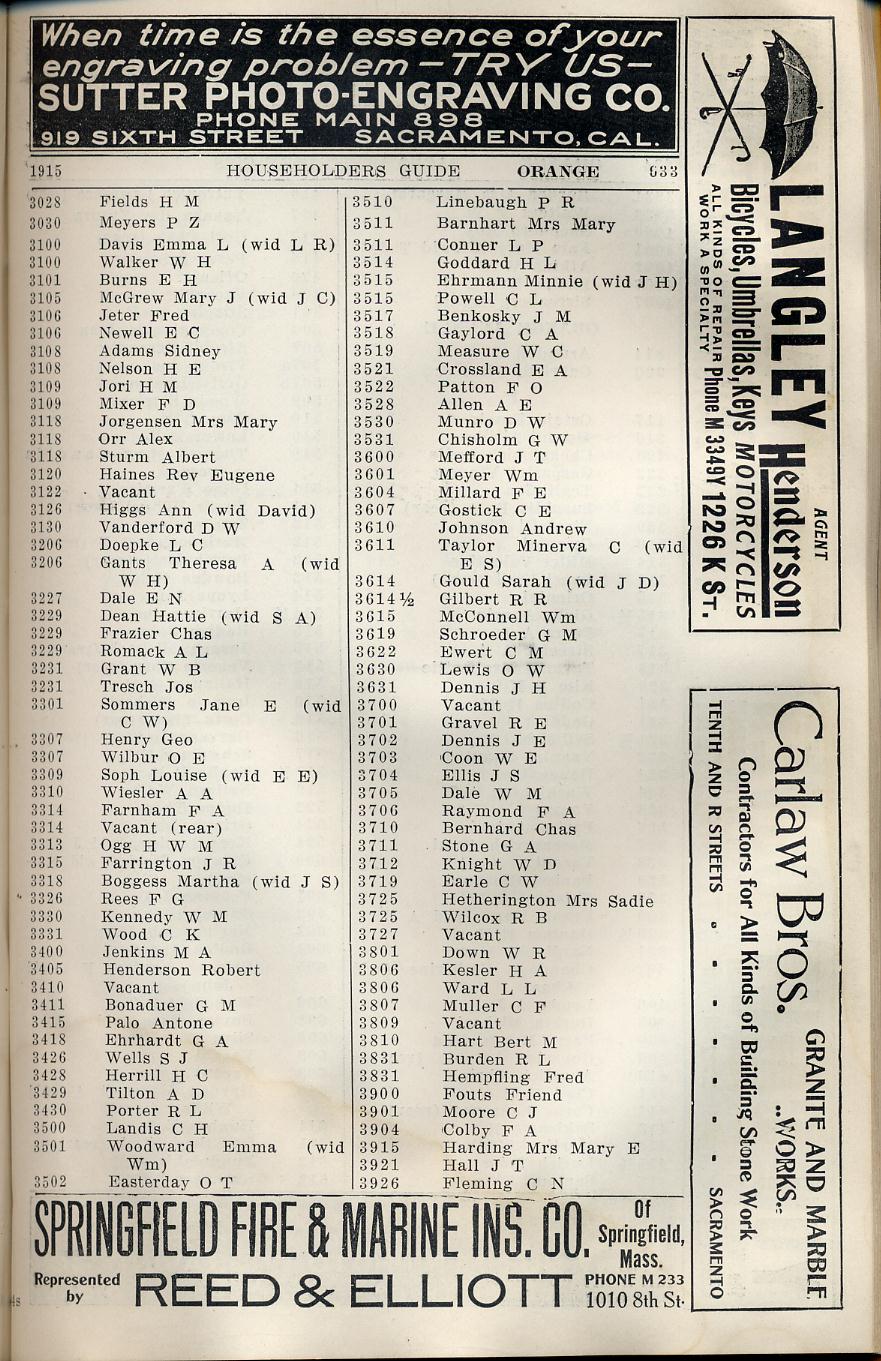 When time is the essence of your
engraving problem — TRY US —
SUTTER PHOTO-ENGRAVING CO.
PHONE MAIN 898
919 SIXTH STREET SACRAMENTO, CAL.
1915 HOUSEHOLDERS GUIDE ORANGE 633
3028 Fields H M
3030 Meyers P Z
3100 Davis Emma L (wid L R)
3100 Walker W H
3101 Burns E H
3105 McGrew Mary J (wid J C)
3106 Jeter Fred
3106 Newell E C
3108 Adams Sidney
3108 Nelson H E
3109 Jori H M
3109 Mixer F D
3118 Jorgensen Mrs Mary
3118 Orr Alex
3118 Sturm Albert
3120 Haines Rev Eugene
3122 Vacant
3126 Higgs Ann (wid David)
3130 Vanderford D W
3206 Doepke L C
3206 Gants Theresa A (wid
W H)
3227 Dale E N
3229 Dean Hattie (wid S A)
3229 Frazier Chas
3229 Romack A L
3231 Grant W B
3231 Tresch Jos
3301 Sommers Jane E (wid
C W)
3307 Henry Geo
3307 Wilbur O E
3309 Soph Louise (wid E E)
3310 Wiesler A A
3314 Farnham F A
3314 Vacant (rear)
3313 Ogg H W M
3315 Farrington J R
3318 Boggess Martha (wid J S)
3326 Rees F G
3330 Kennedy W M
3331 Wood C K
3400 Jenkins M A
3405 Henderson Robert
3410 Vacant
3411 Bonaduer G M
3415 Palo Antone
3418 Ehrhardt G A
3426 Wells S J
3428 Herrill H C
3429 Tilton A D
3430 Porter R L
3500 Landis C H
3501 Woodward Emma (wid
Wm)
3502 Easterday O T
3510 Linebaugh P R
3511 Barnhart Mrs Mary
3511 Conner L P
3514 Goddard H L
3515 Ehrmann Minnie (wid J H)
3515 Powell C L
3517 Benkosky J M
3518 Gaylord C A
3519 Measure W C
3521 Crossland E A
3522 Patton F O
3528 Allen A E
3530 Munro D W
3531 Chisholm G W
3600 Mefford J T
3601 Meyer Wm
3604 Millard F E
3607 Gostick C E
3610 Johnson Andrew
3611 Taylor Minerva C (wid
E S)
3614 Gould Sarah (wid J D)
3614½ Gilbert R R
3615 McConnell Wm
3619 Schroeder G M
3622 Ewert C M
3630 Lewis O W
3631 Dennis J H
3700 Vacant
3701 Gravel R E
3702 Dennis J E
3703 Coon W E
3704 Ellis J S
3705 Dale W M
3706 Raymond F A
3710 Bernhard Chas
3711 Stone G A
3712 Knight W D
3719 Earle C W
3725 Hetherington Mrs Sadie
3725 Wilcox R B
3727 Vacant
3801 Down W R
3806 Kesler H A
3806 Ward L L
3807 Muller C F
3809 Vacant
3810 Hart Bert M
3831 Burden R L
3831 Hempfling Fred
3900 Fouts Friend
3901 Moore C J
3904 Colby F A
3915 Harding Mrs Mary E
3921 Hall J T
3926 Fleming C N
SPRINGFIELD FIRE & MARINE INS. CO. Of
Springfield,
Mass.
Represented
by REED & ELLIOTT PHONE M 233
1010 8th St.
AGENT
LANGLEY Henderson
Bicycles, Umbrellas, Keys MOTORCYCLES
ALL KINDS OF REPAIR
WORK A SPECIALTY Phone M 3349Y 1226 K ST.
Carlaw Bros. GRANITE AND MARBLE
..WORKS..
Contractors for All Kinds of Building Stone Work
TENTH AND R STREETS SACRAMENTO